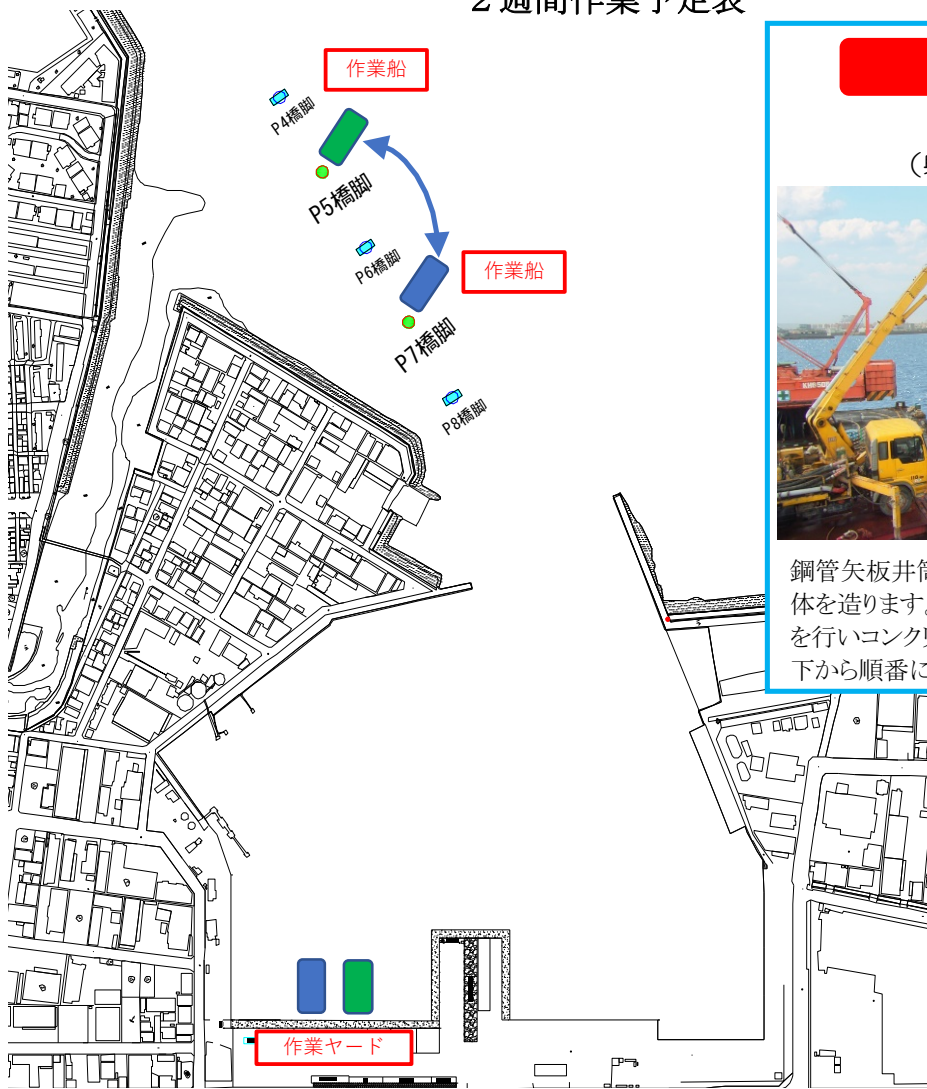 ２週間作業予定表
作業船
P4橋脚
P5橋脚
P6橋脚
作業船
P7橋脚
P8橋脚
作業ヤード
鋼管矢板井筒
体を造ります。
を行いコンクリ
下から順番に